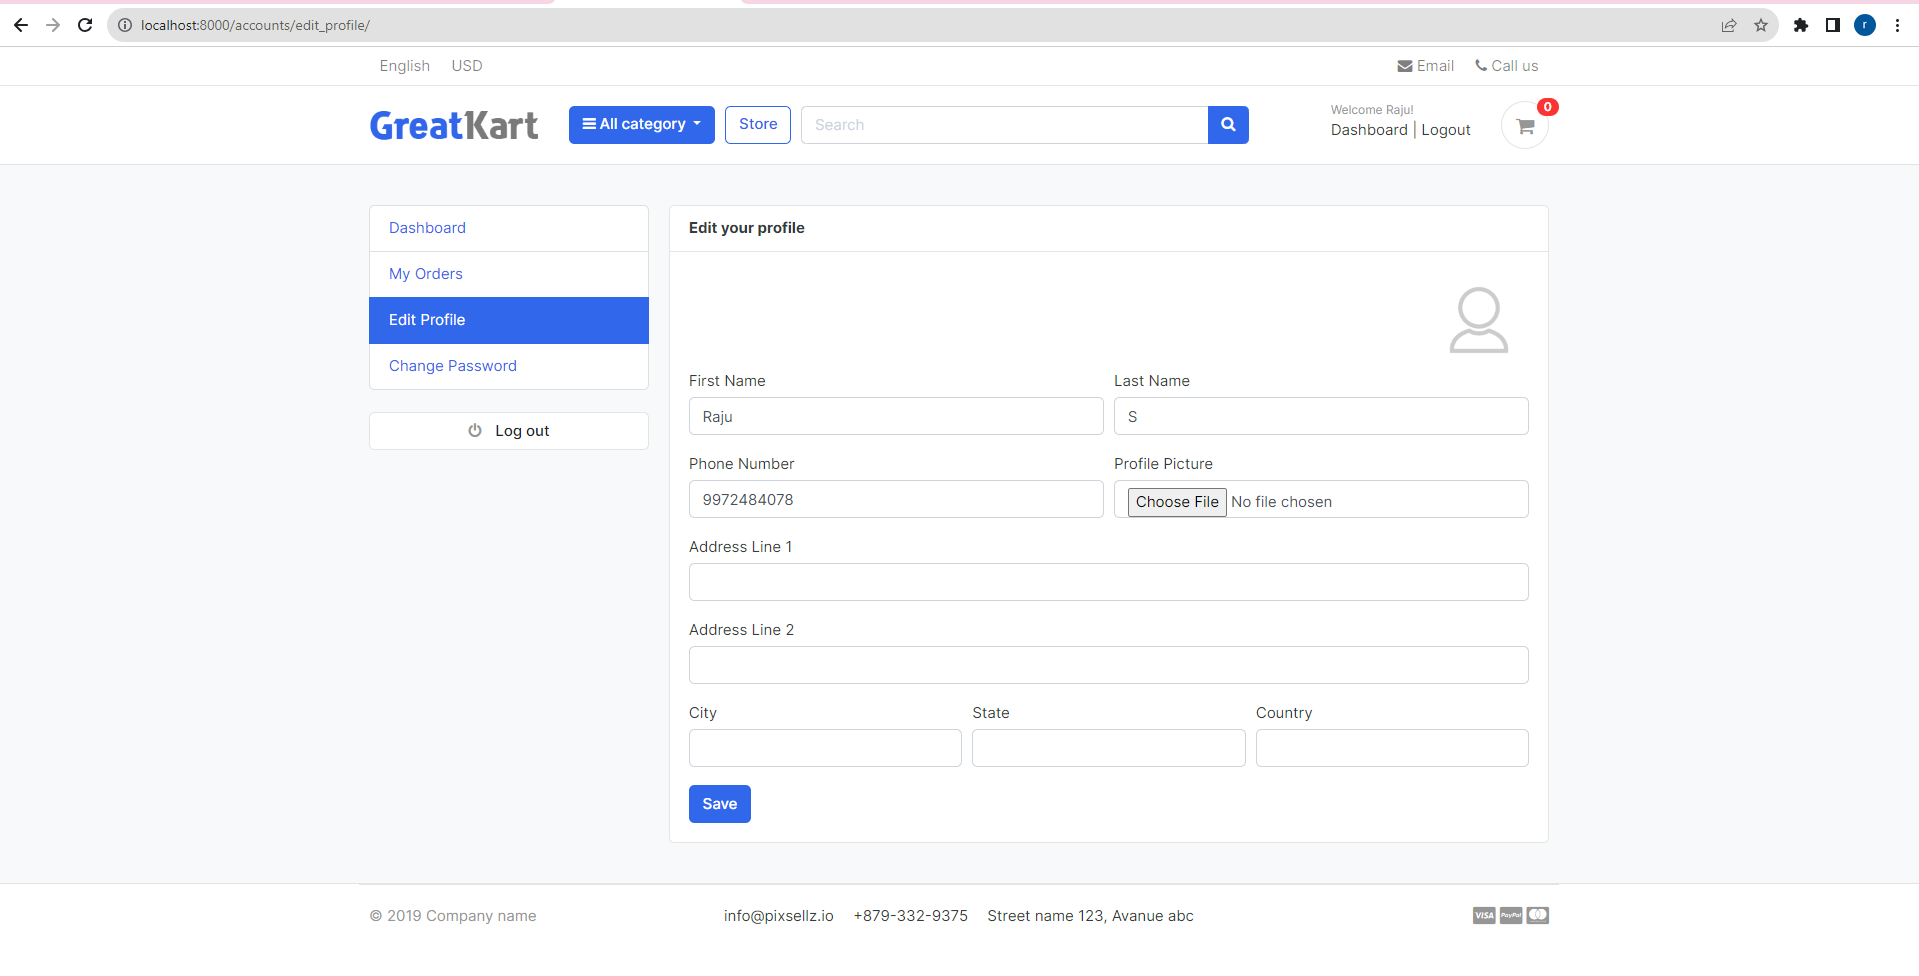 localhost:8000/accounts/edit_profile/
r
English USD Email Call us
GreatKart All category Store Search Welcome Raju! 0
Dashboard | Logout
Dashboard
My Orders
Edit Profile
Change Password
Log out
Edit your profile
First Name Last Name
Raju S
Phone Number Profile Picture
9972484078 Choose File No file chosen
Address Line 1
Address Line 2
City State Country
Save
© 2019 Company name info@pixsellz.io +879-332-9375 Street name 123, Avanue abc VISA PayPal